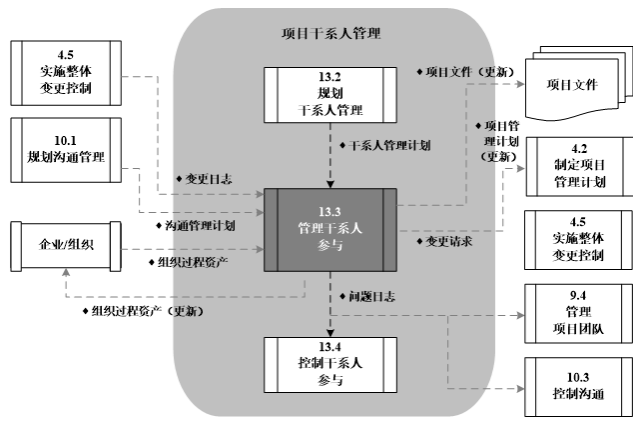 项目干系人管理
4.5
实施整体
变更控制
13.2
规划
干系人管理
♦项目文件（更新）
项目文件
10.1
规划沟通管理
♦项目管
理计划
（更新）
♦干系人管理计划
4.2
制定项目
管理计划
♦变更日志
13.3
管理干系人
参与
♦沟通管理计划
企业/组织
♦组织过程资产
♦变更请求
4.5
实施整体
变更控制
♦组织过程资产（更新）
♦问题日志
9.4
管理
项目团队
13.4
控制干系人
参与
10.3
控制沟通